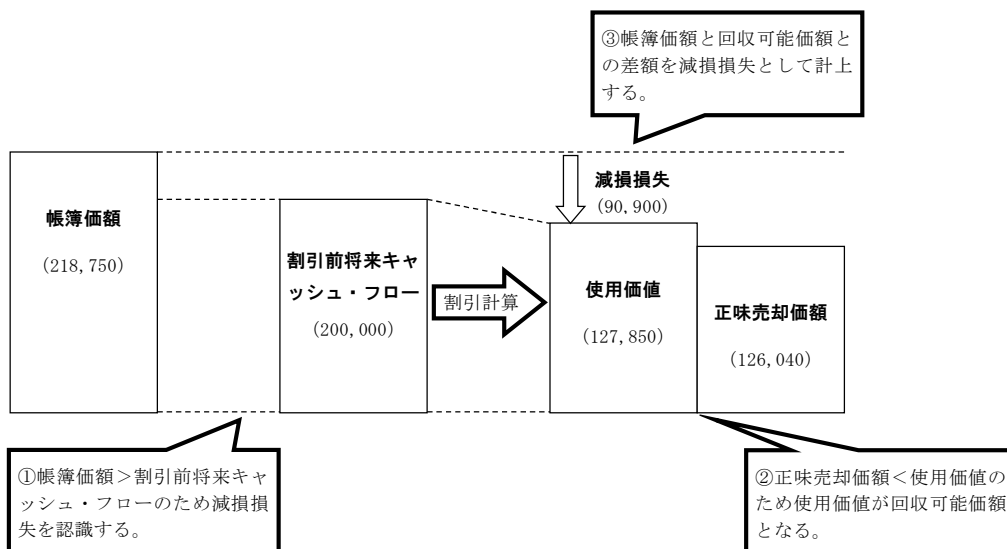 ③帳簿価額と回収可能価額と
の差額を減損損失として計上
する。
減損損失
(90,900)
帳簿価額
(218,750)
割引前将来キャ
ッシュ・フロー
(200,000)
割引計算
使用価値
(127,850)
正味売却価額
(126,040)
①帳簿価額＞割引前将来キャ
ッシュ・フローのため減損損
失を認識する。
②正味売却価額＜使用価値の
ため使用価値が回収可能価額
となる。